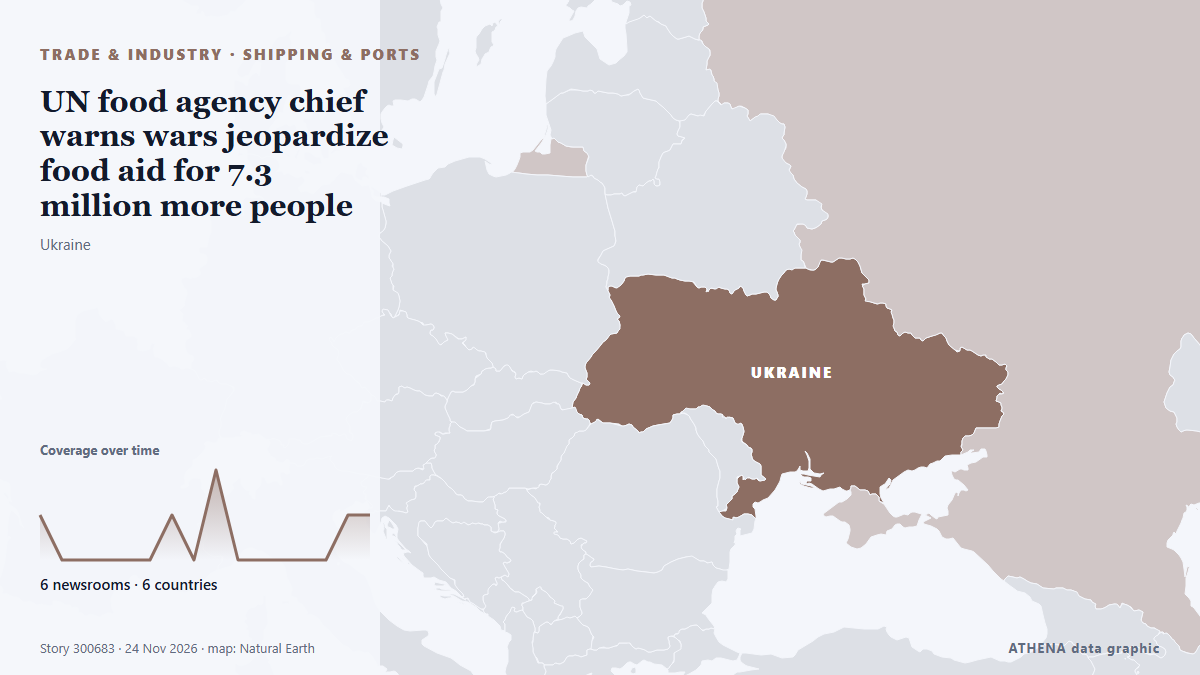 TRADE & INDUSTRY · SHIPPING & PORTS
UN food agency chief
warns wars jeopardize
food aid for 7.3
million more people
Ukraine
UKRAINE
Coverage over time
6 newsrooms · 6 countries
Story 300683 · 24 Nov 2026 · map: Natural Earth
ATHENA data graphic